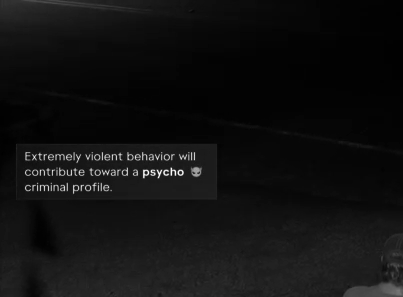 Extremely violent behavior will
contribute toward a psycho 😈
criminal profile.